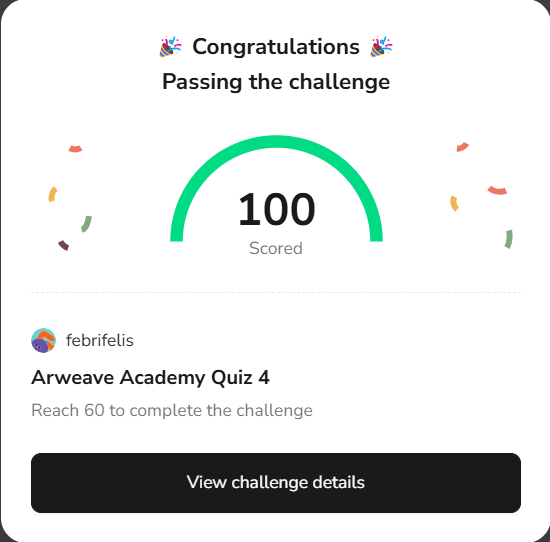 🎉 Congratulations 🎉
Passing the challenge
100
Scored
febrifelis
Arweave Academy Quiz 4
Reach 60 to complete the challenge
View challenge details